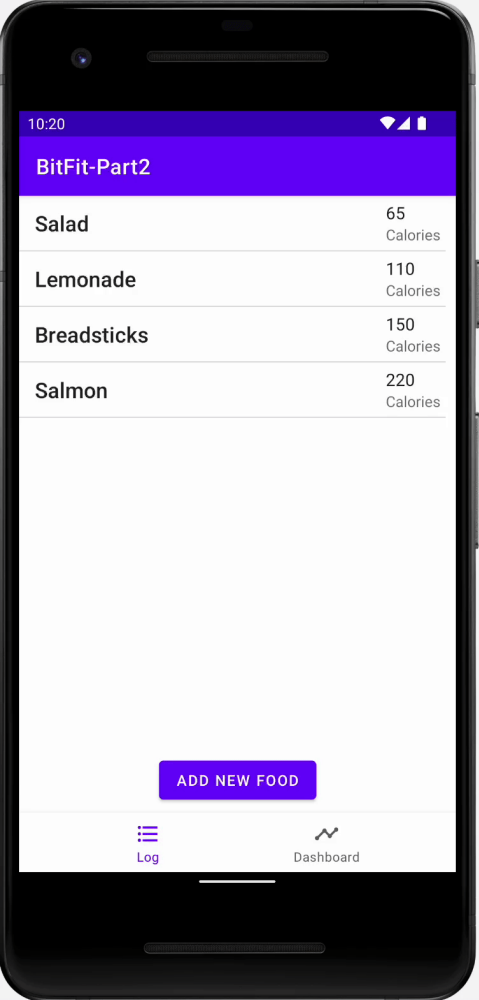 10:20
BitFit-Part2
Salad
65
Calories
Lemonade
110
Calories
Breadsticks
150
Calories
Salmon
220
Calories
ADD NEW FOOD
Log
Dashboard